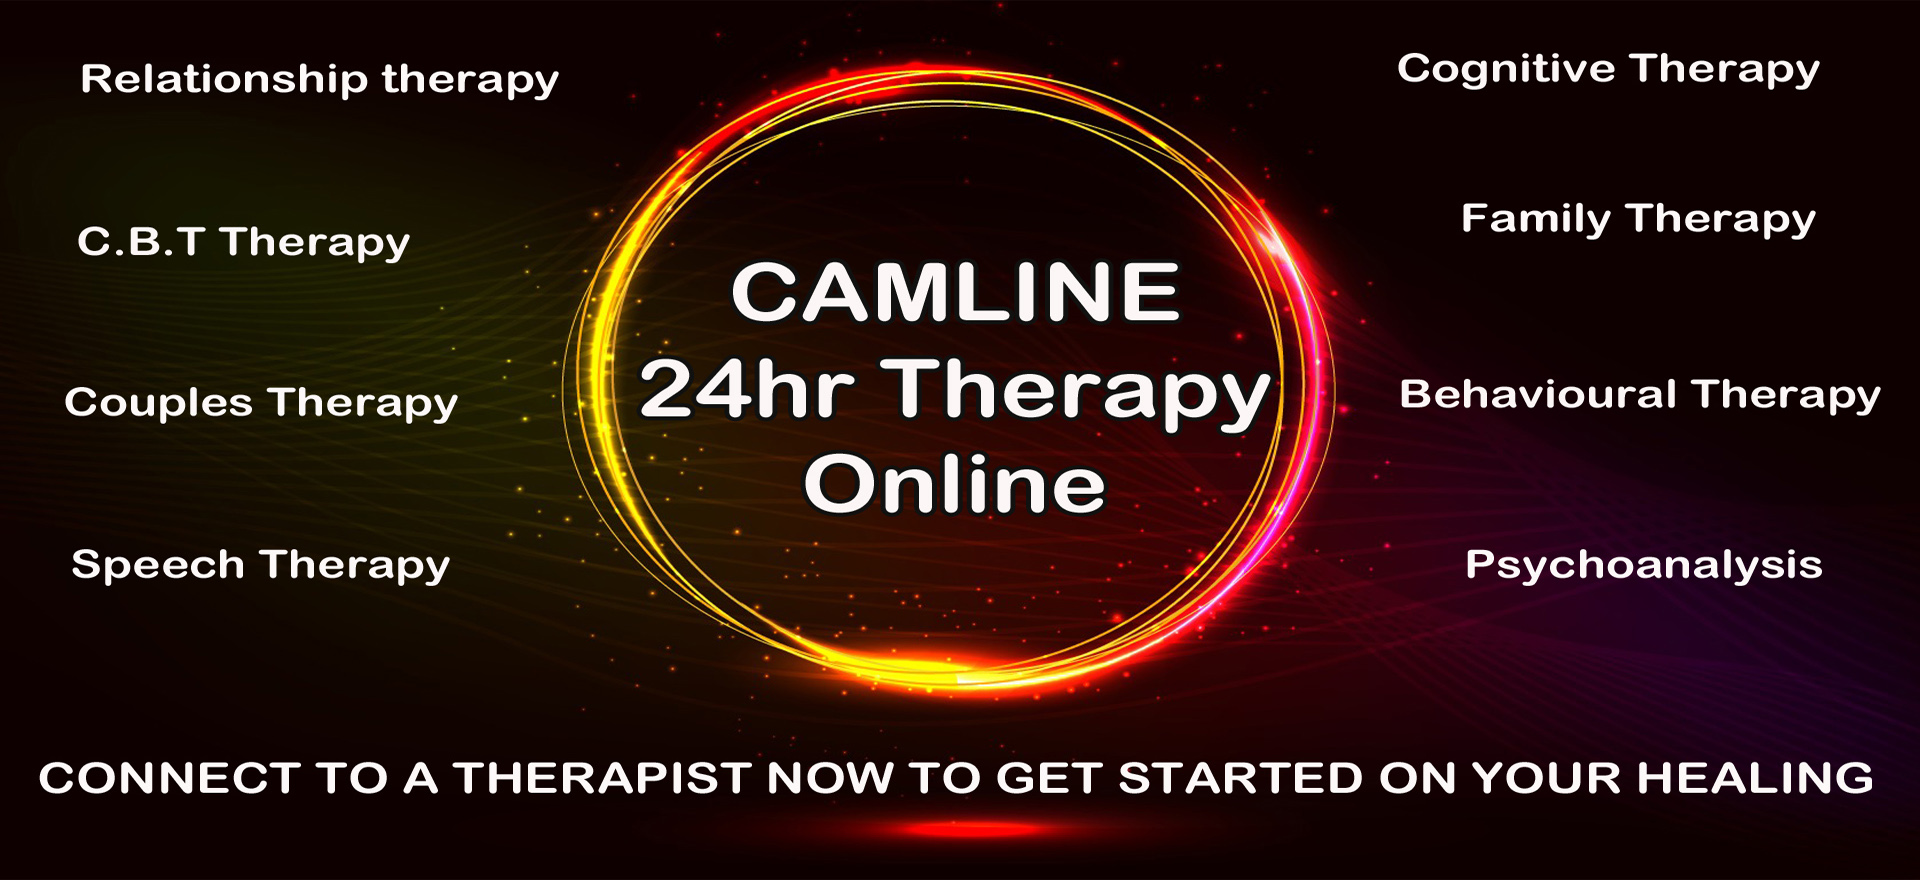 Relationship therapy
C.B.T Therapy
Couples Therapy
Speech Therapy
CAMLINE
24hr Therapy
Online
Cognitive Therapy
Family Therapy
Behavioural Therapy
Psychoanalysis
CONNECT TO A THERAPIST NOW TO GET STARTED ON YOUR HEALING